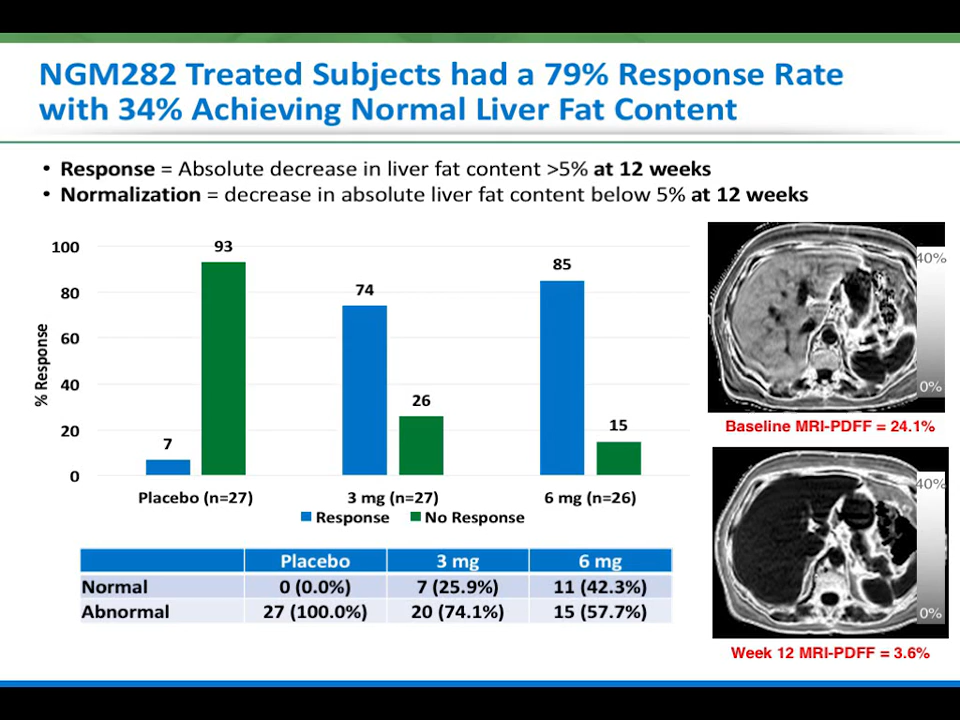 NGM282 Treated Subjects had a 79% Response Rate
with 34% Achieving Normal Liver Fat Content
• Response = Absolute decrease in liver fat content >5% at 12 weeks
• Normalization = decrease in absolute liver fat content below 5% at 12 weeks
% Response
100
80
60
40
20
0
7
93
74
26
85
15
Placebo (n=27)
3 mg (n=27)
6 mg (n=26)
Response
No Response
Placebo 3 mg 6 mg
Normal 0 (0.0%) 7 (25.9%) 11 (42.3%)
Abnormal 27 (100.0%) 20 (74.1%) 15 (57.7%)
40%
0%
Baseline MRI-PDFF = 24.1%
40%
0%
Week 12 MRI-PDFF = 3.6%